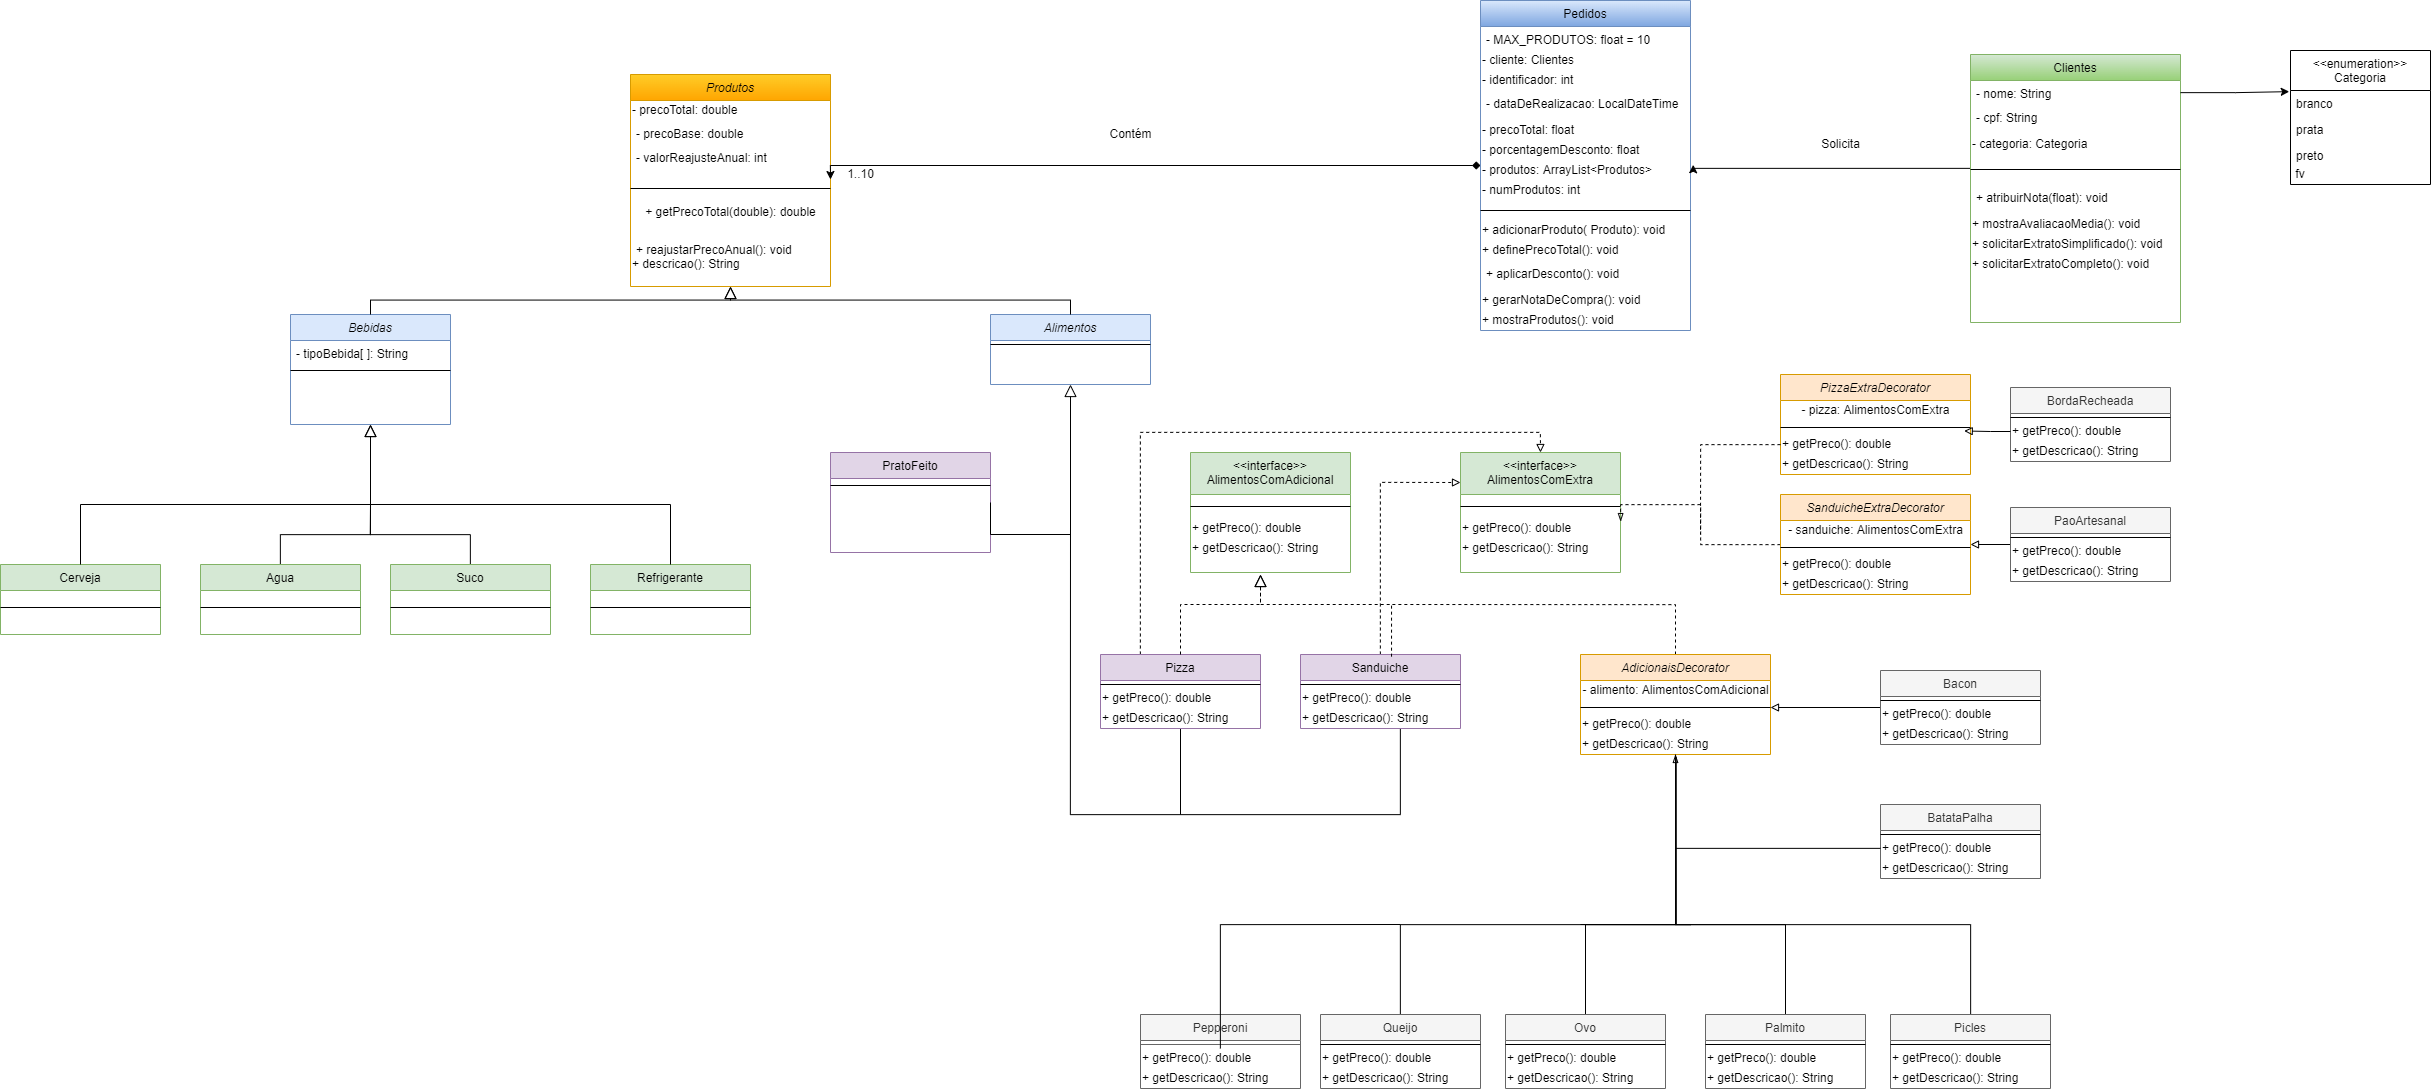 Pedidos
- MAX_PRODUTOS: float = 10
- cliente: Clientes
- identificador: int
- dataDeRealizacao: LocalDateTime
- precoTotal: float
- porcentagemDesconto: float
- produtos: ArrayList<Produtos>
- numProdutos: int
+ adicionarProduto( Produto): void
+ definePrecoTotal(): void
+ aplicarDesconto(): void
+ gerarNotaDeCompra(): void
+ mostraProdutos(): void
Clientes
- nome: String
- cpf: String
- categoria: Categoria
+ atribuirNota(float): void
+ mostraAvaliacaoMedia(): void
+ solicitarExtratoSimplificado(): void
+ solicitarExtratoCompleto(): void
<<enumeration>>
Categoria
branco
prata
preto
fv
Produtos
- precoTotal: double
- precoBase: double
- valorReajusteAnual: int
+ getPrecoTotal(double): double
+ reajustarPrecoAnual(): void
+ descricao(): String
Contém
1..10
Solicita
Bebidas
- tipoBebida[ ]: String
Alimentos
PizzaExtraDecorator
- pizza: AlimentosComExtra
+ getPreco(): double
+ getDescricao(): String
BordaRecheada
+ getPreco(): double
+ getDescricao(): String
PratoFeito
<<interface>>
AlimentosComAdicional
+ getPreco(): double
+ getDescricao(): String
<<interface>>
AlimentosComExtra
+ getPreco(): double
+ getDescricao(): String
SanduicheExtraDecorator
- sanduiche: AlimentosComExtra
+ getPreco(): double
+ getDescricao(): String
PaoArtesanal
+ getPreco(): double
+ getDescricao(): String
Cerveja
Agua
Suco
Refrigerante
Pizza
+ getPreco(): double
+ getDescricao(): String
Sanduiche
+ getPreco(): double
+ getDescricao(): String
AdicionaisDecorator
- alimento: AlimentosComAdicional
+ getPreco(): double
+ getDescricao(): String
Bacon
+ getPreco(): double
+ getDescricao(): String
BatataPalha
+ getPreco(): double
+ getDescricao(): String
Pepperoni
+ getPreco(): double
+ getDescricao(): String
Queijo
+ getPreco(): double
+ getDescricao(): String
Ovo
+ getPreco(): double
+ getDescricao(): String
Palmito
+ getPreco(): double
+ getDescricao(): String
Picles
+ getPreco(): double
+ getDescricao(): String